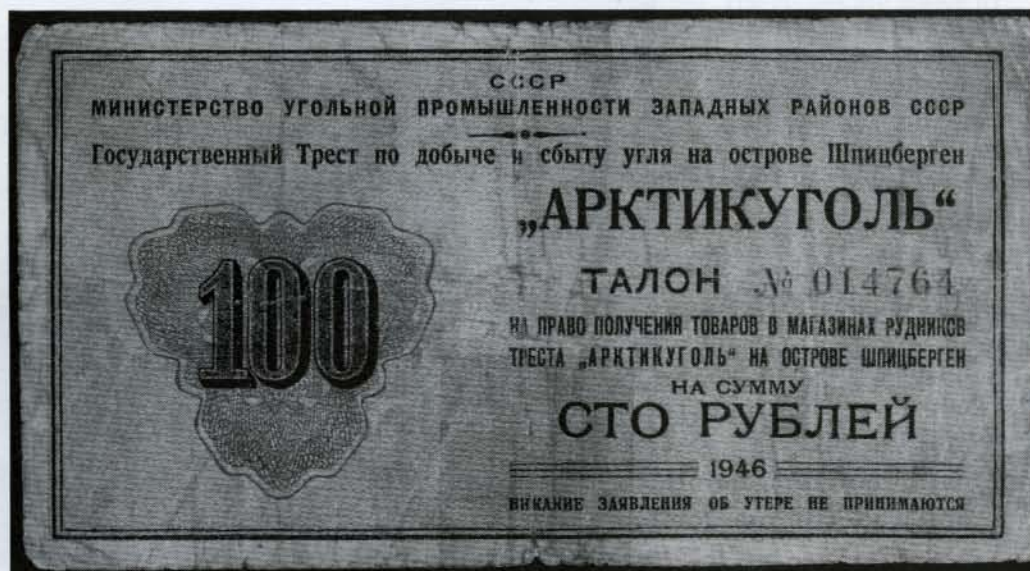 СССР
МИНИСТЕРСТВО УГОЛЬНОЙ ПРОМЫШЛЕННОСТИ ЗАПАДНЫХ РАЙОНОВ СССР
Государственный Трест по добыче и сбыту угля на острове Шпицберген
„АРКТИКУГОЛЬ“
100
ТАЛОН № 014764
НА ПРАВО ПОЛУЧЕНИЯ ТОВАРОВ В МАГАЗИНАХ РУДНИКОВ
ТРЕСТА „АРКТИКУГОЛЬ“ НА ОСТРОВЕ ШПИЦБЕРГЕН
НА СУММУ
СТО РУБЛЕЙ
1946
НИКАКИЕ ЗАЯВЛЕНИЯ ОБ УТЕРЕ НЕ ПРИНИМАЮТСЯ